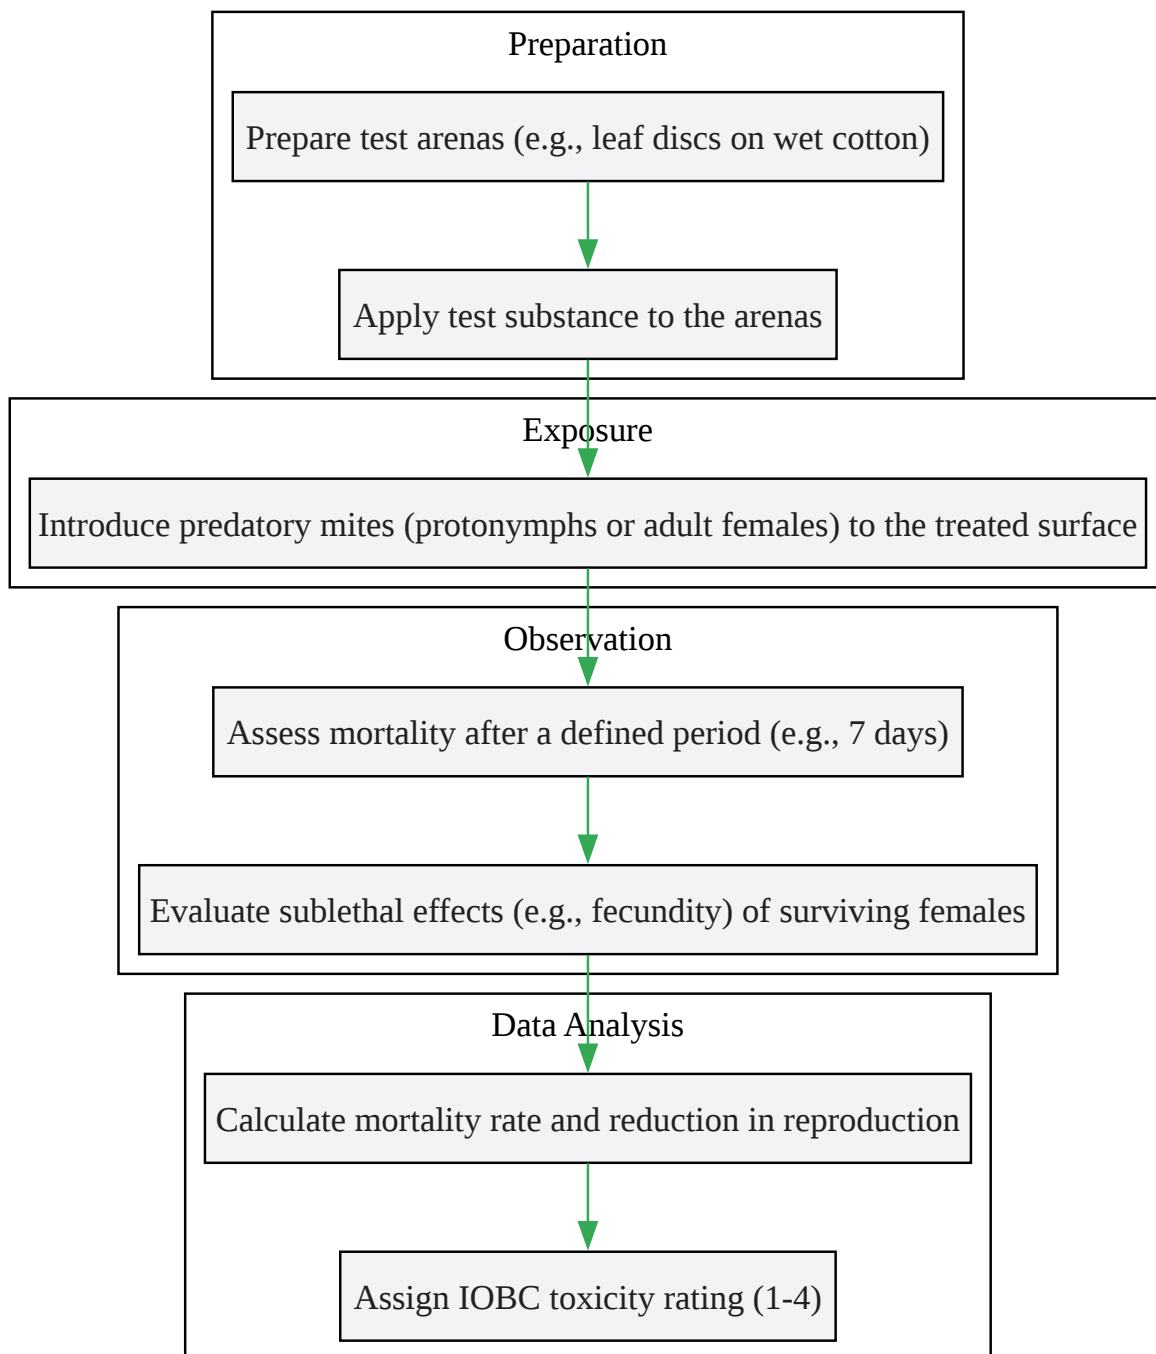 Preparation
Prepare test arenas (e.g., leaf discs on wet cotton)
Apply test substance to the arenas
Exposure
Introduce predatory mites (protonymphs or adult females) to the treated surface
Observation
Assess mortality after a defined period (e.g., 7 days)
Evaluate sublethal effects (e.g., fecundity) of surviving females
Data Analysis
Calculate mortality rate and reduction in reproduction
Assign IOBC toxicity rating (1-4)